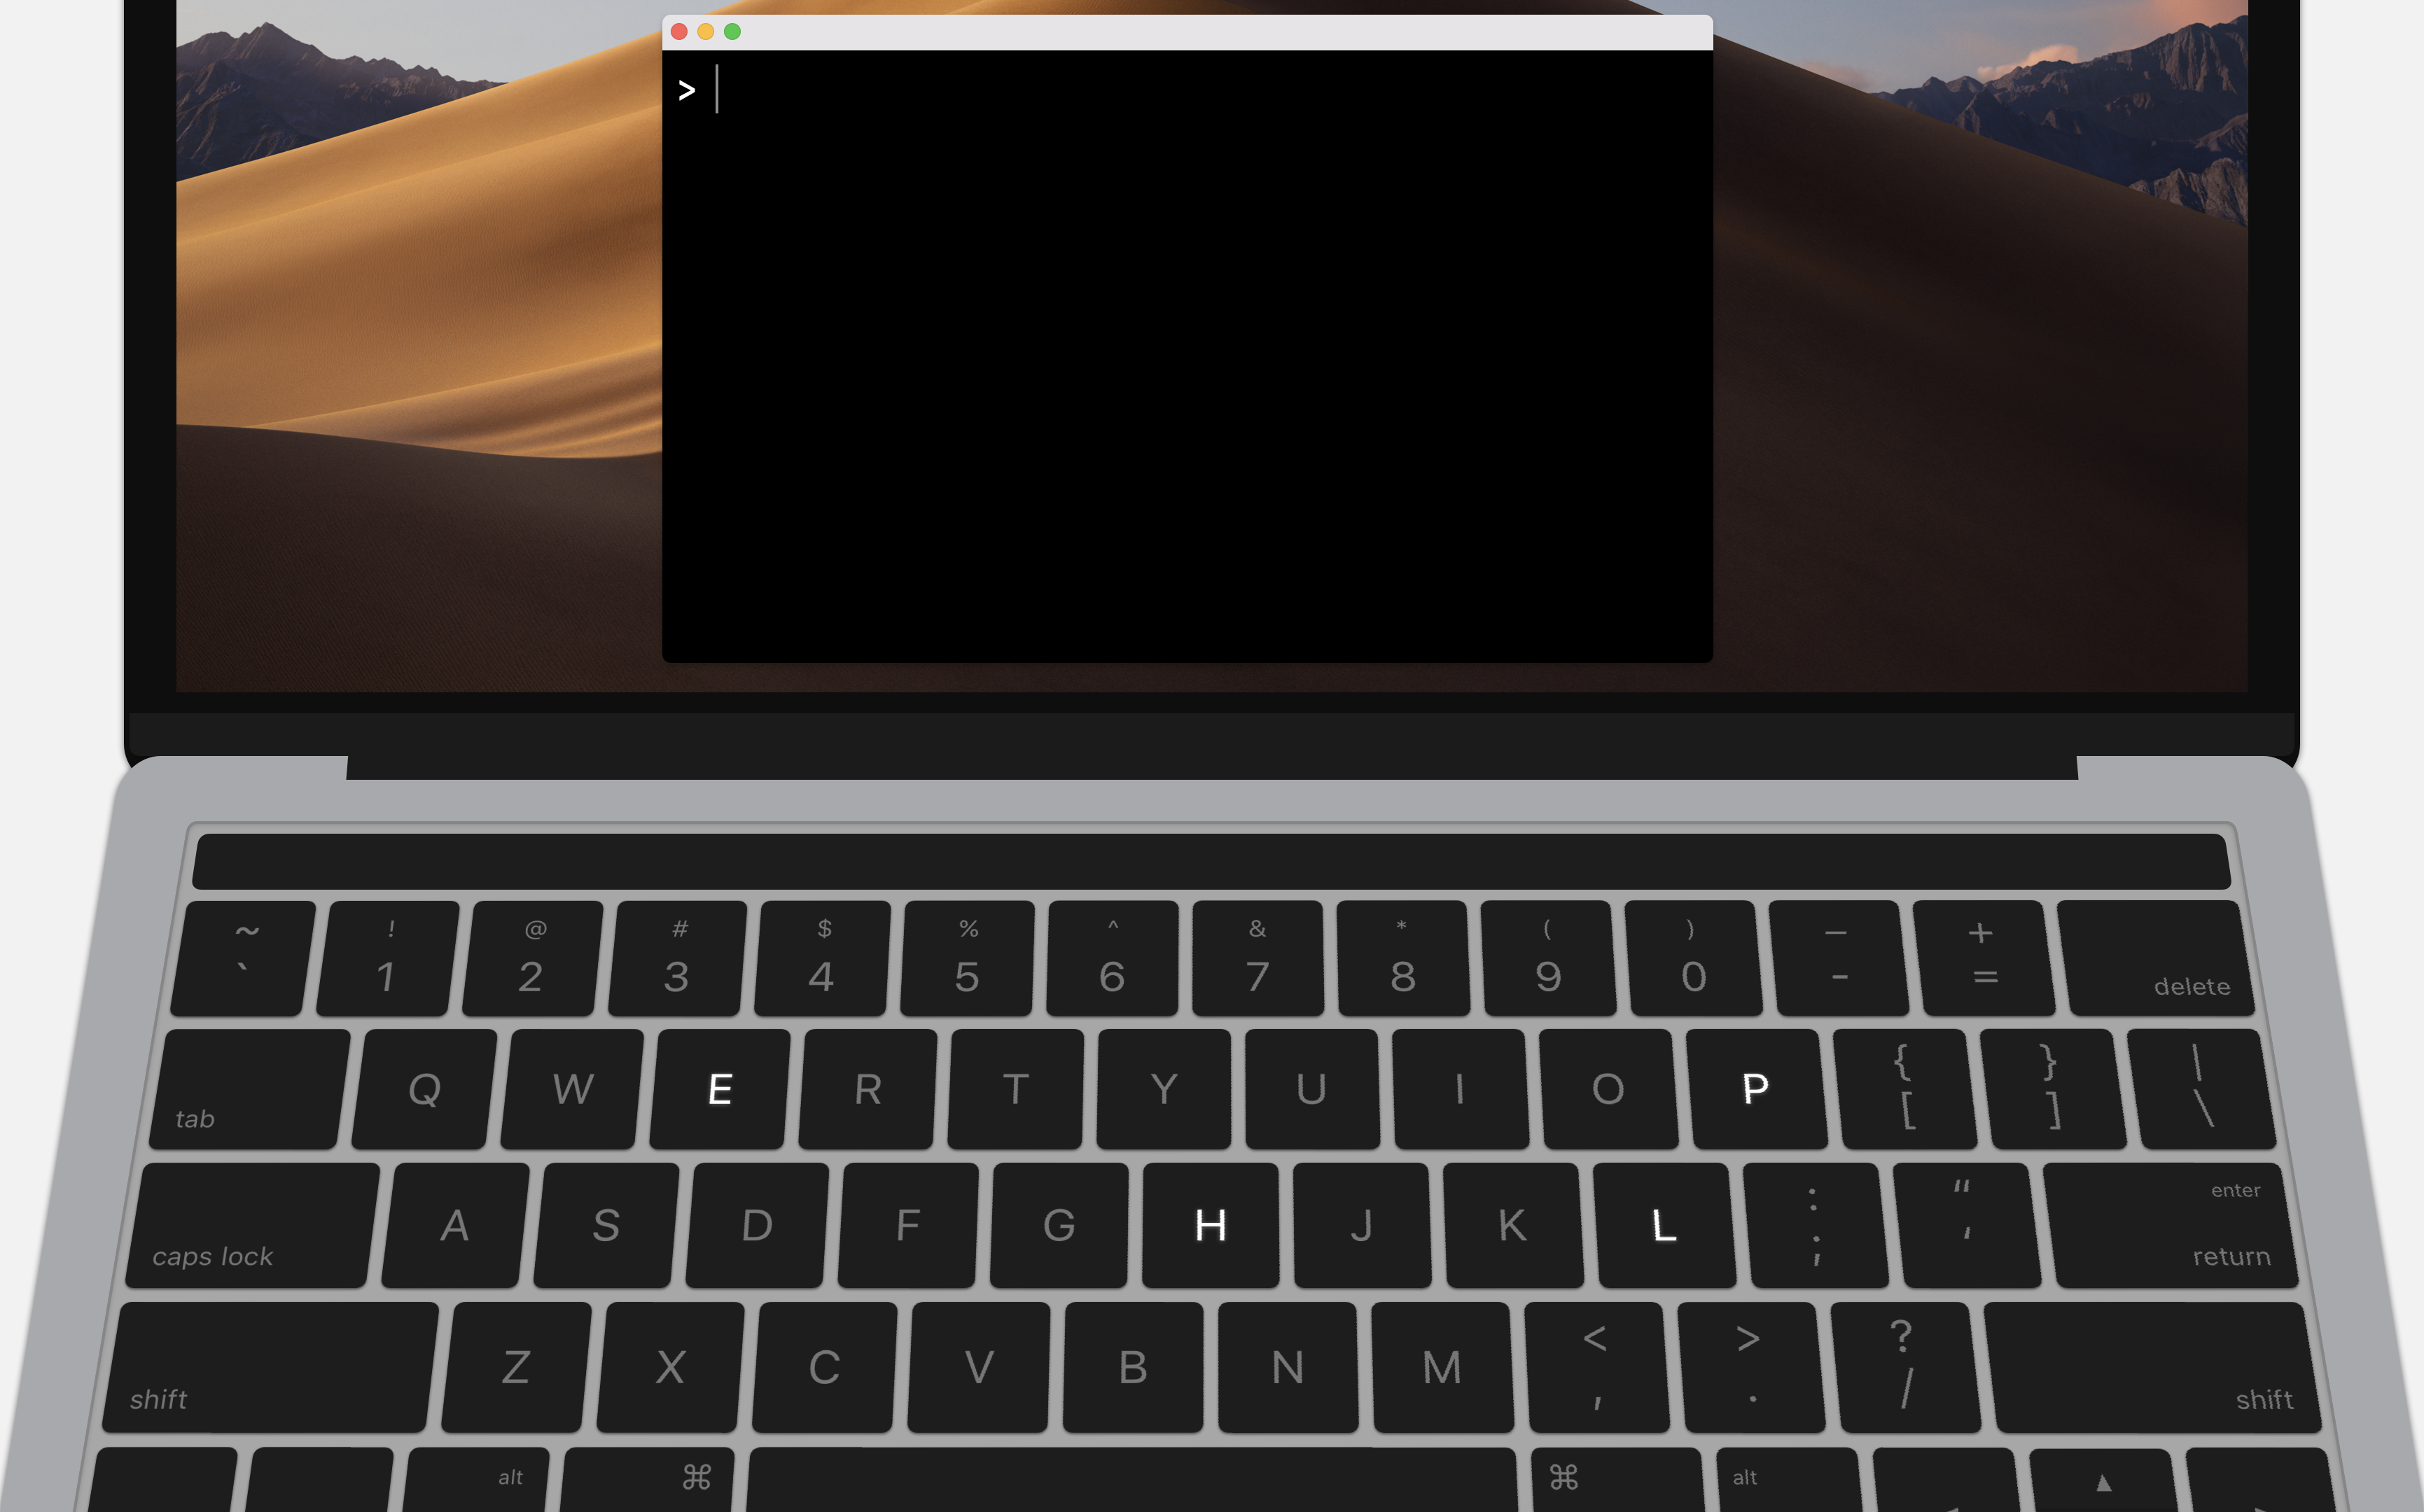 >
~ ! @ # $ % ^ & * ( ) — +
` 1 2 3 4 5 6 7 8 9 0 - = delete
{ } |
tab Q W E R T Y U I O P [ ] \
: “ enter
caps lock A S D F G H J K L ; ‘ return
< > ?
shift Z X C V B N M , . / shift
alt ⌘ ⌘ alt ▲